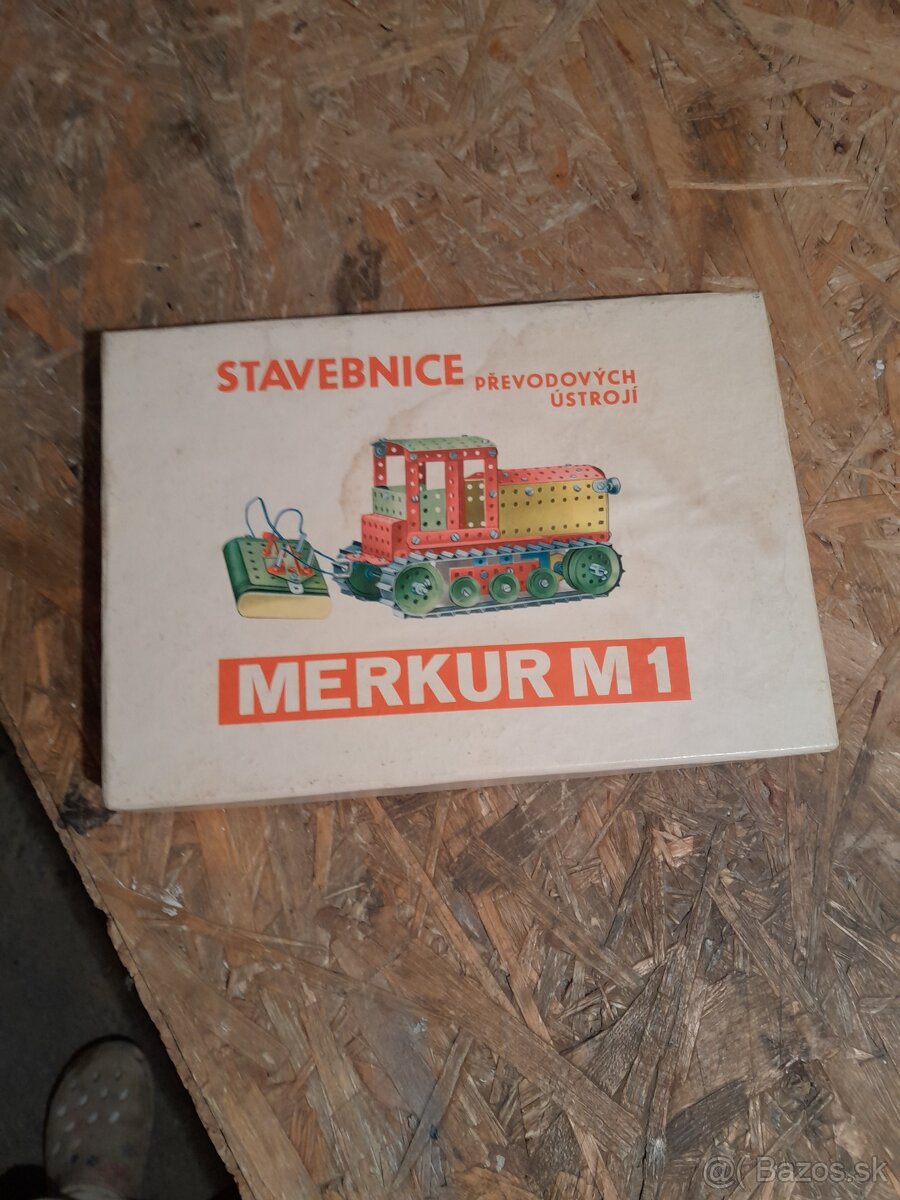 STAVEBNICE PŘEVODOVÝCH
ÚSTROJÍ
MERKUR M 1
@( Bazos.sk